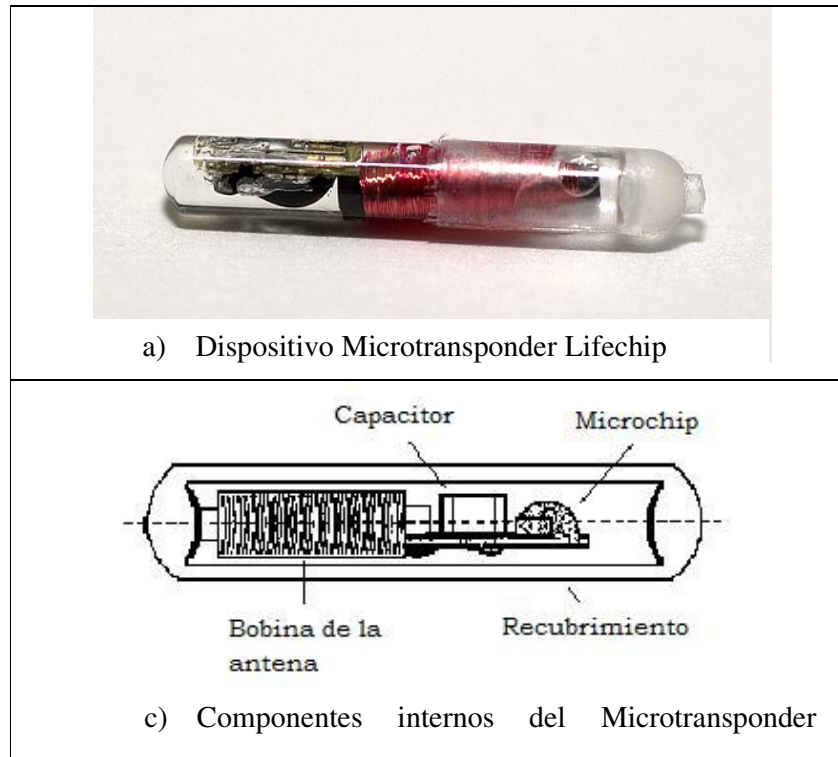 a) Dispositivo Microtransponder Lifechip
Capacitor
Microchip
Bobina de la
antena
Recubrimiento
c) Componentes internos del Microtransponder